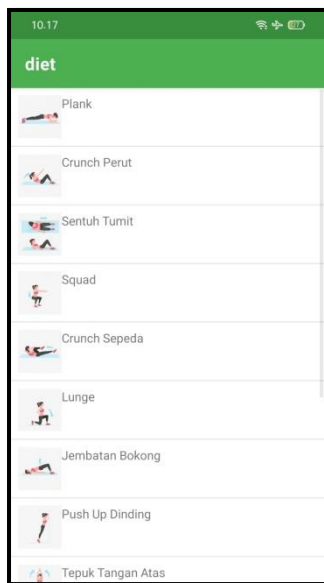 10.17
diet
Plank
Crunch Perut
Sentuh Tumit
Squad
Crunch Sepeda
Lunge
Jembatan Bokong
Push Up Dinding
Tepuk Tangan Atas